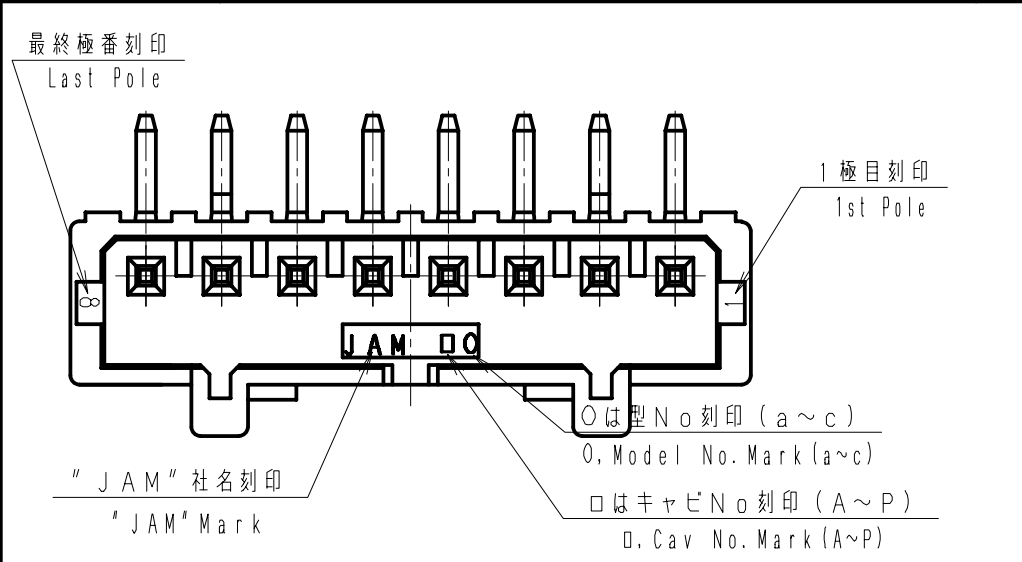 最終極番刻印
Last Pole
1極目刻印
1st Pole
8
1
JAM □O
○は型No刻印(a～c)
O,Model No.Mark(a~c)
"JAM"社名刻印
"JAM"Mark
□はキャビNo刻印(A～P)
□,Cav No.Mark(A~P)